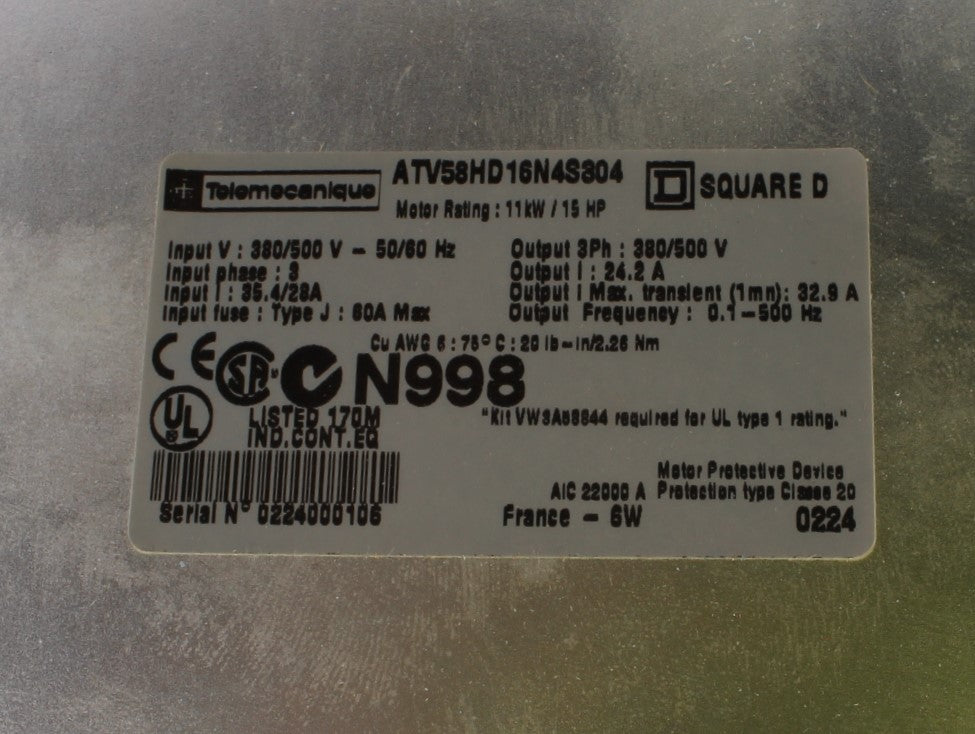 Telemecanique
ATV58HD16N4S304
SQUARE D
Motor Rating : 11kW / 15 HP
Input V : 380/500 V – 50/60 Hz
Input phase : 3
Input I : 35.4/28A
Input fuse : Type J : 60A Max
Output 3Ph : 380/500 V
Output I : 24.2 A
Output I Max. transient (1mn): 32.9 A
Output Frequency : 0.1–500 Hz
Cu AWG 6 : 75° C : 20 lb–in/2.26 Nm
CE
SA
N998
UL
LISTED 170M
IND.CONT.EQ
"Kit VW3A58844 required for UL type 1 rating."
Motor Protective Device
AIC 22000 A Protection type Classe 20
Serial N° 0224000106
France – 6W
0224